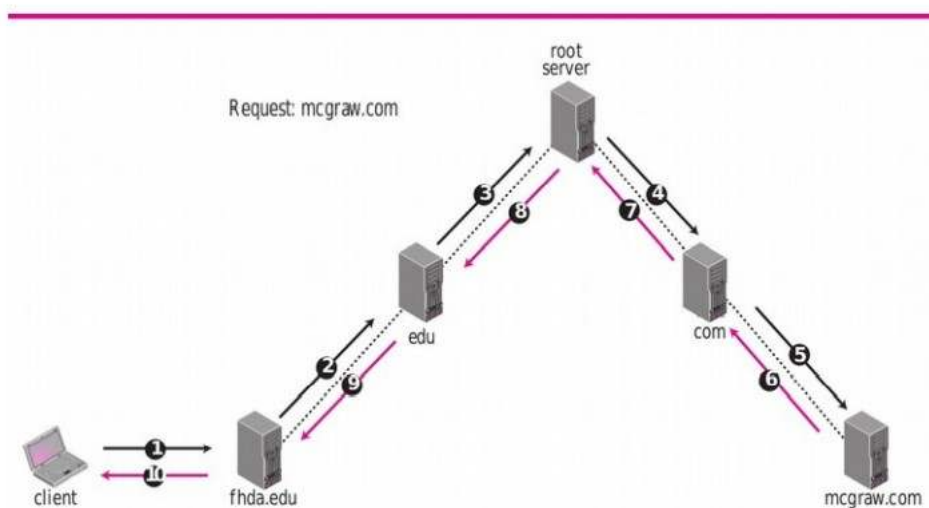 root
server
Request: mcgraw.com
3
4
8
7
edu
com
2
5
9
6
1
10
client
fhda.edu
mcgraw.com